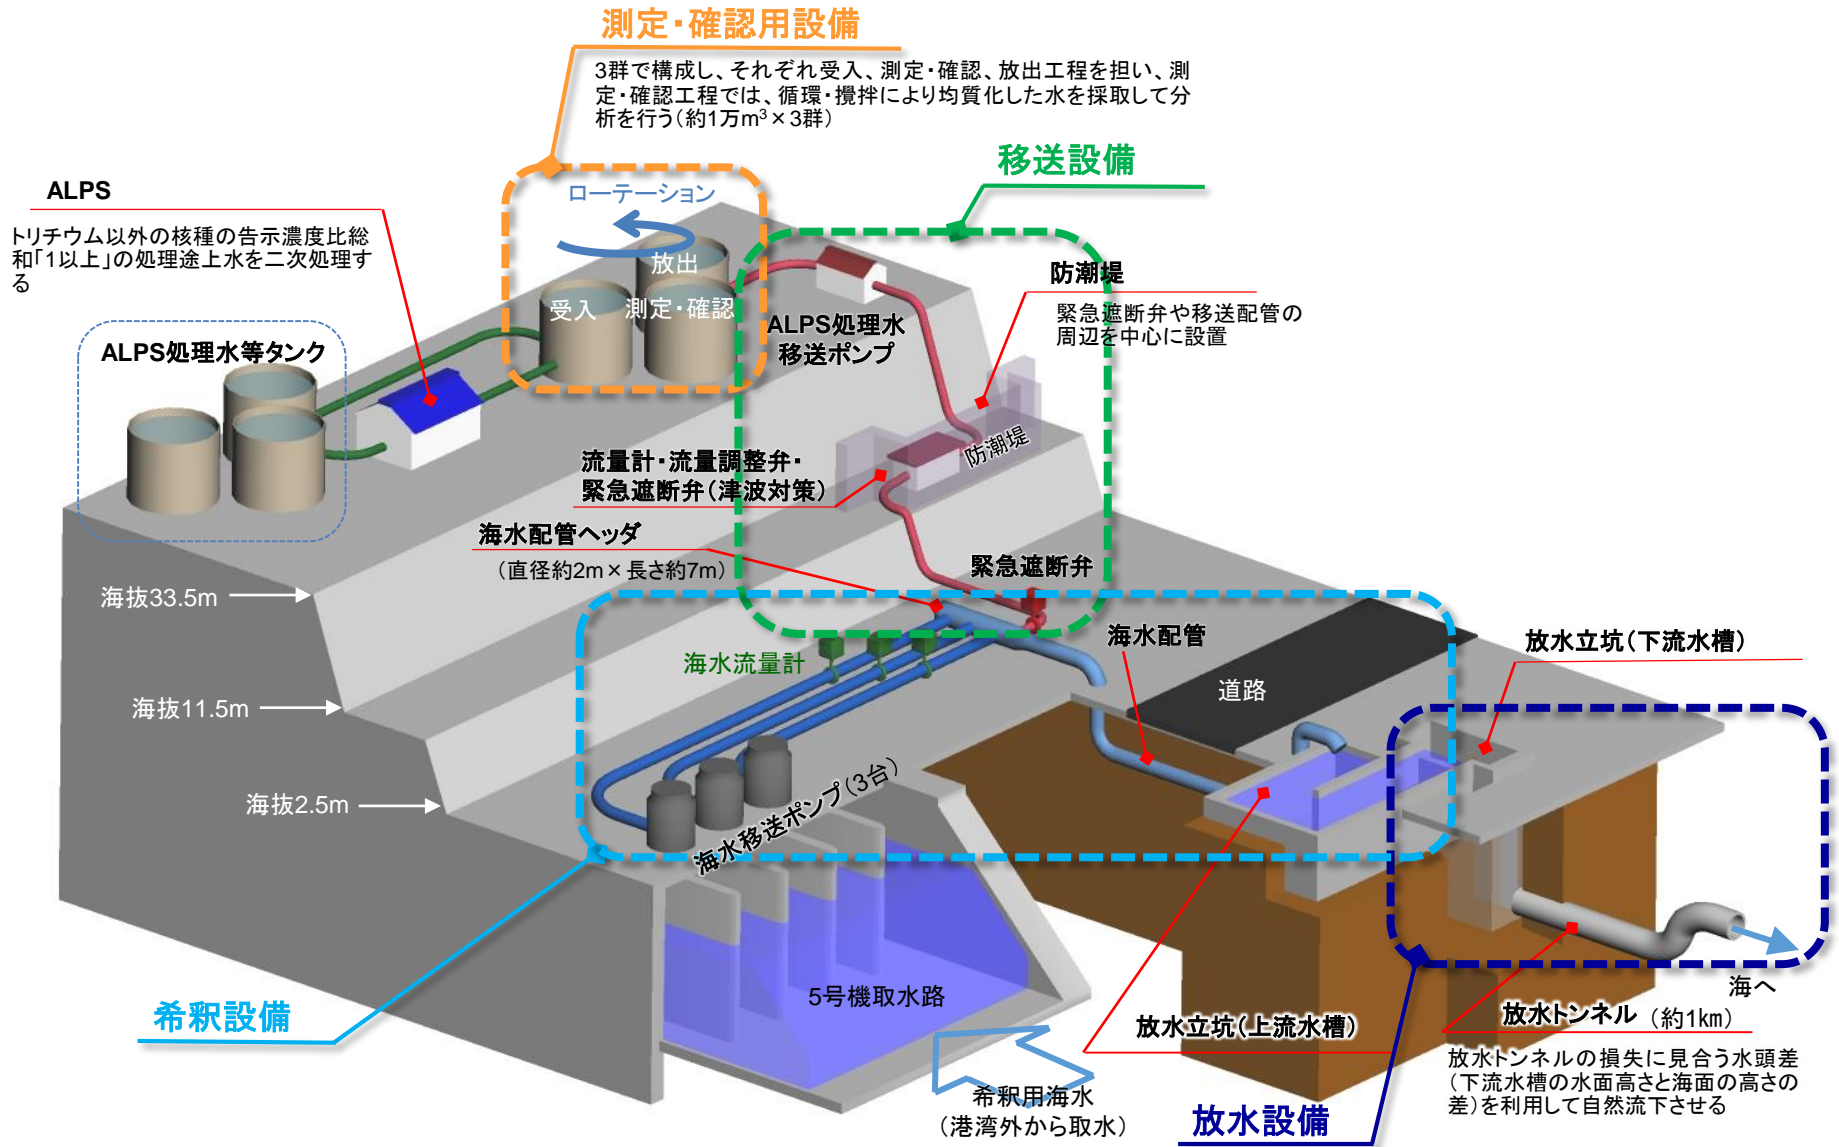 測定・確認用設備
3群で構成し、それぞれ受入、測定・確認、放出工程を担い、測
定・確認工程では、循環・攪拌により均質化した水を採取して分
析を行う（約1万m³×3群）
移送設備
ALPS
トリチウム以外の核種の告示濃度比総
和「1以上」の処理途上水を二次処理す
る
ローテーション
放出
受入
測定・確認
防潮堤
緊急遮断弁や移送配管の
周辺を中心に設置
ALPS処理水
移送ポンプ
ALPS処理水等タンク
防潮堤
流量計・流量調整弁・
緊急遮断弁（津波対策）
海水配管ヘッダ
（直径約2m×長さ約7m）
緊急遮断弁
海抜33.5m
海水配管
放水立坑（下流水槽）
海水流量計
道路
海抜11.5m
海抜2.5m
海水移送ポンプ（3台）
5号機取水路
海へ
希釈設備
放水立坑（上流水槽）
放水トンネル（約1㎞）
放水トンネルの損失に見合う水頭差
（下流水槽の水面高さと海面の高さの
差）を利用して自然流下させる
希釈用海水
（港湾外から取水）
放水設備